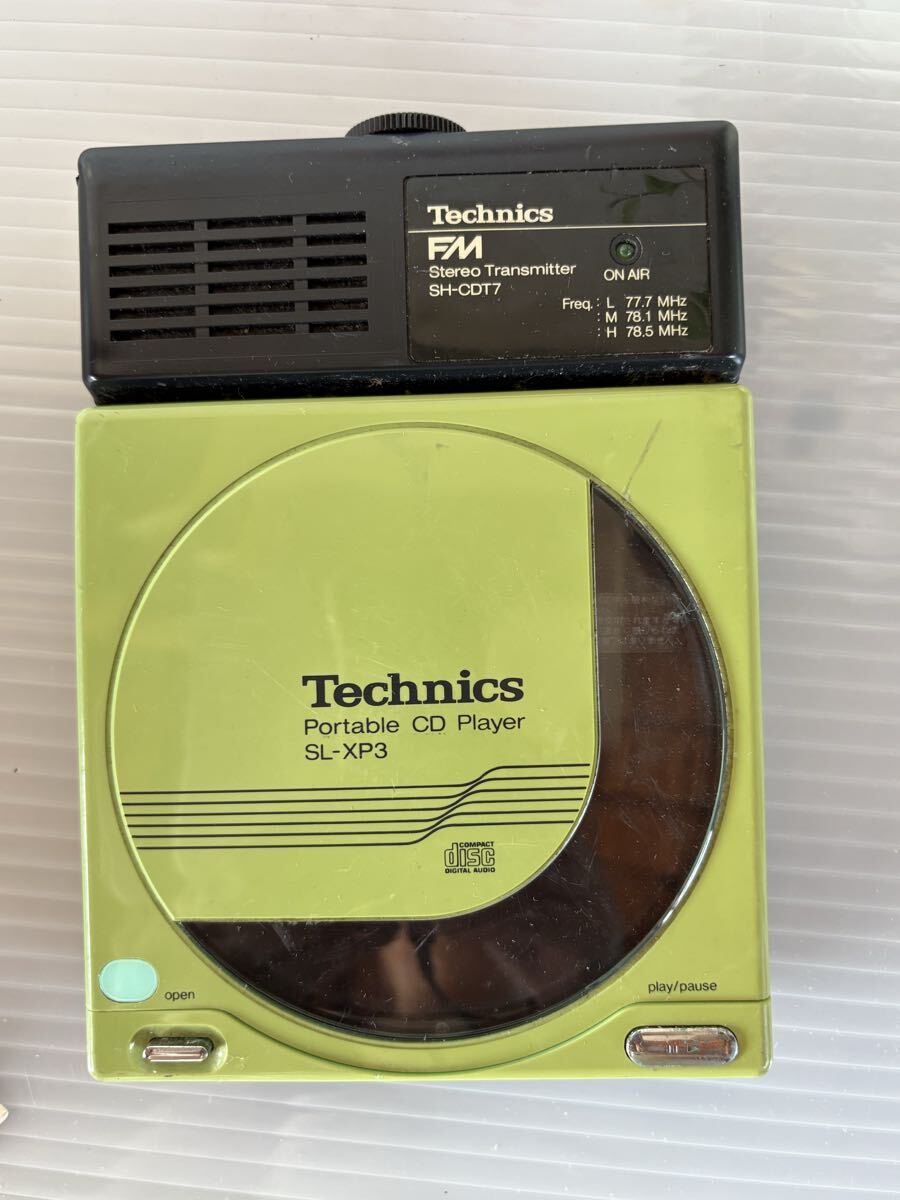 Technics
FM
Stereo Transmitter
SH-CDT7
ON AIR
Freq. : L 77.7 MHz
: M 78.1 MHz
: H 78.5 MHz
Technics
Portable CD Player
SL-XP3
COMPACT
disc
DIGITAL AUDIO
open
play/pause